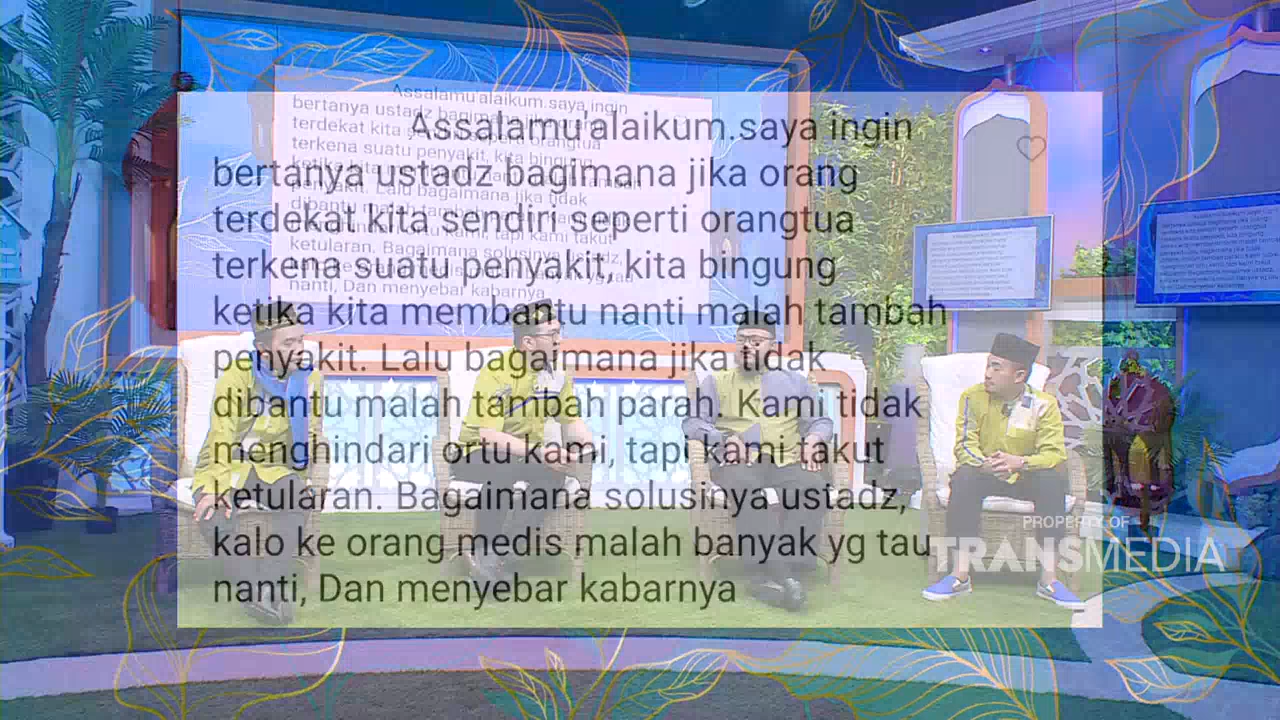 Assalamu'alaikum.saya ingin
bertanya ustadz bagimana jika orang
terdekat kita sendiri seperti orangtua
terkena suatu penyakit, kita bingung
ketika kita membantu nanti malah tambah
penyakit. Lalu bagaimana jika tidak
dibantu malah tambah parah. Kami tidak
menghindari ortu kami, tapi kami takut
ketularan. Bagaimana solusinya ustadz,
kalo ke orang medis malah banyak yg tau
nanti, Dan menyebar kabarnya
PROPERTY OF
TRANSMEDIA